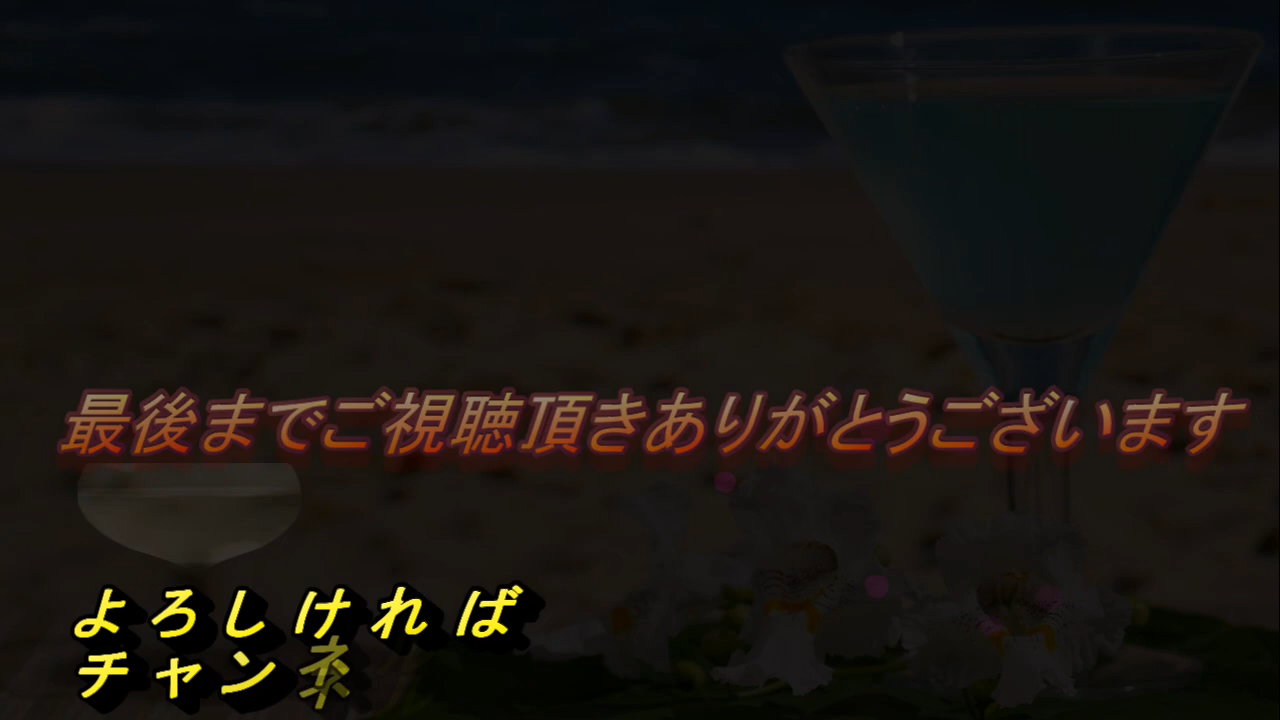 最後までご視聴頂きありがとうございます
よろしければ
チャンネ